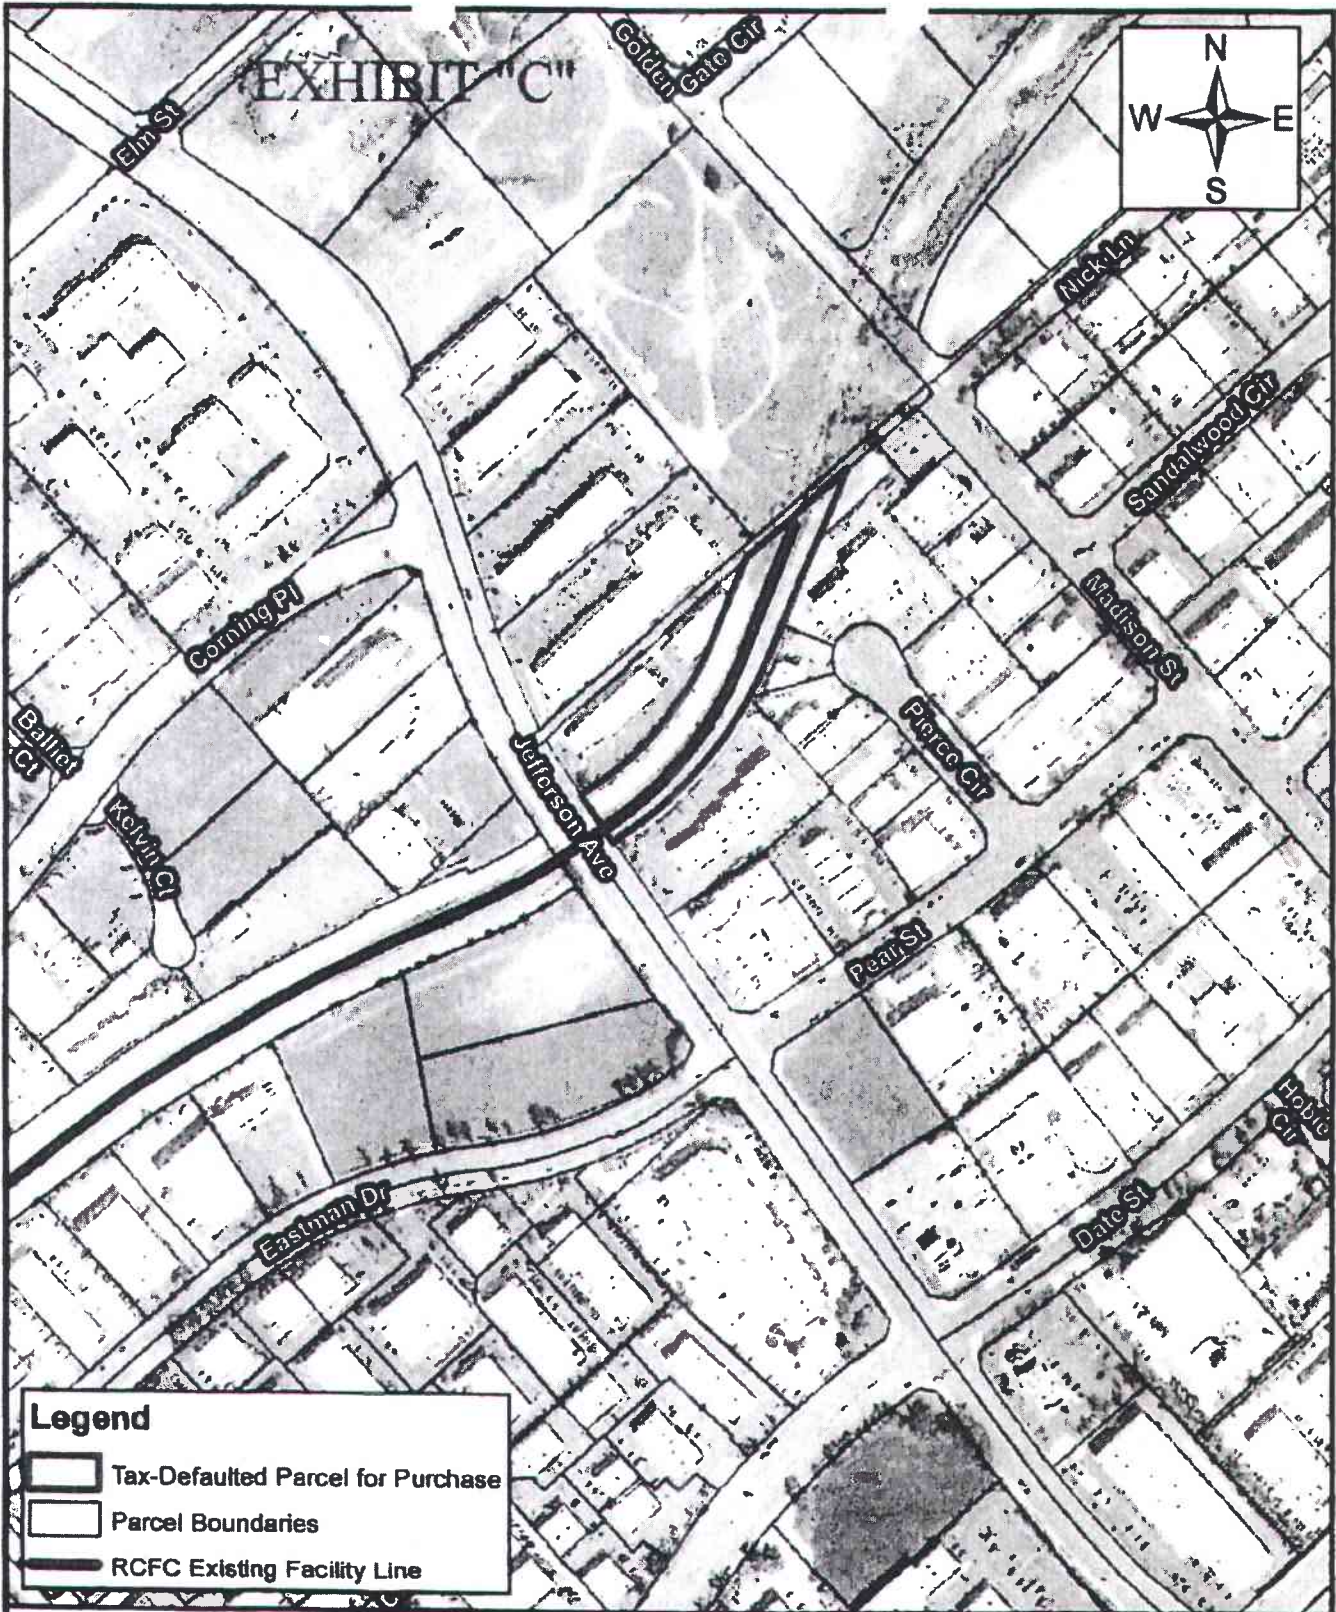 EXHIBIT "C"
Golden Gate Cir
N
W E
S
Elm St
Nick Ln
Sandalwood Cir
Corning Pl
Madison St
Balliet Ct
Pierce Cir
Jefferson Ave
Kelvin Ct
Pear St
Hobie Cir
Eastman Dr
Date St
Legend
Tax-Defaulted Parcel for Purchase
Parcel Boundaries
RCFC Existing Facility Line